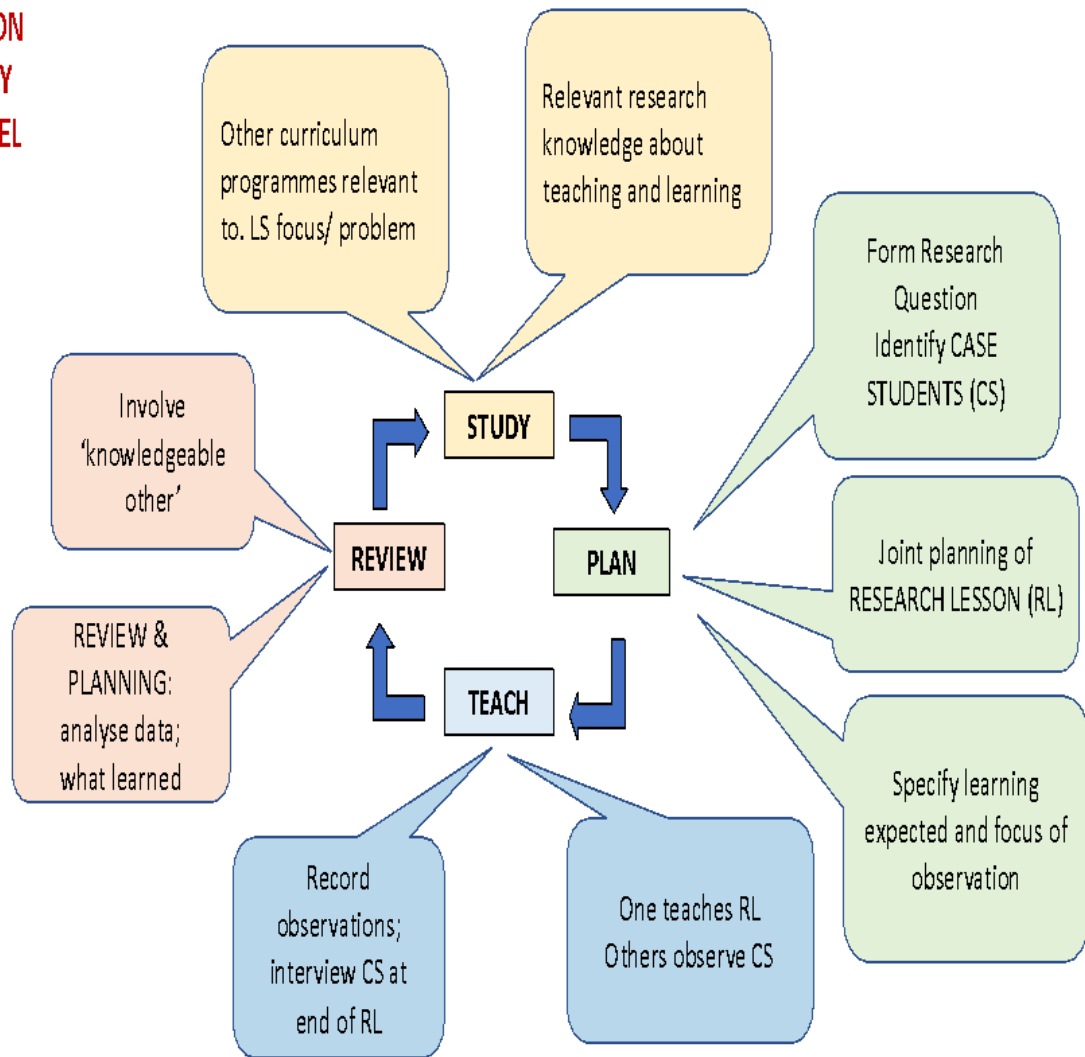 ON
Y
EL
Other curriculum
programmes relevant
to. LS focus/ problem
Relevant research
knowledge about
teaching and learning
Form Research
Question
Identify CASE
STUDENTS (CS)
Involve
‘knowledgeable
other’
STUDY
REVIEW
PLAN
Joint planning of
RESEARCH LESSON (RL)
REVIEW &
PLANNING:
analyse data;
what learned
TEACH
Specify learning
expected and focus of
observation
Record
observations;
interview CS at
end of RL
One teaches RL
Others observe CS